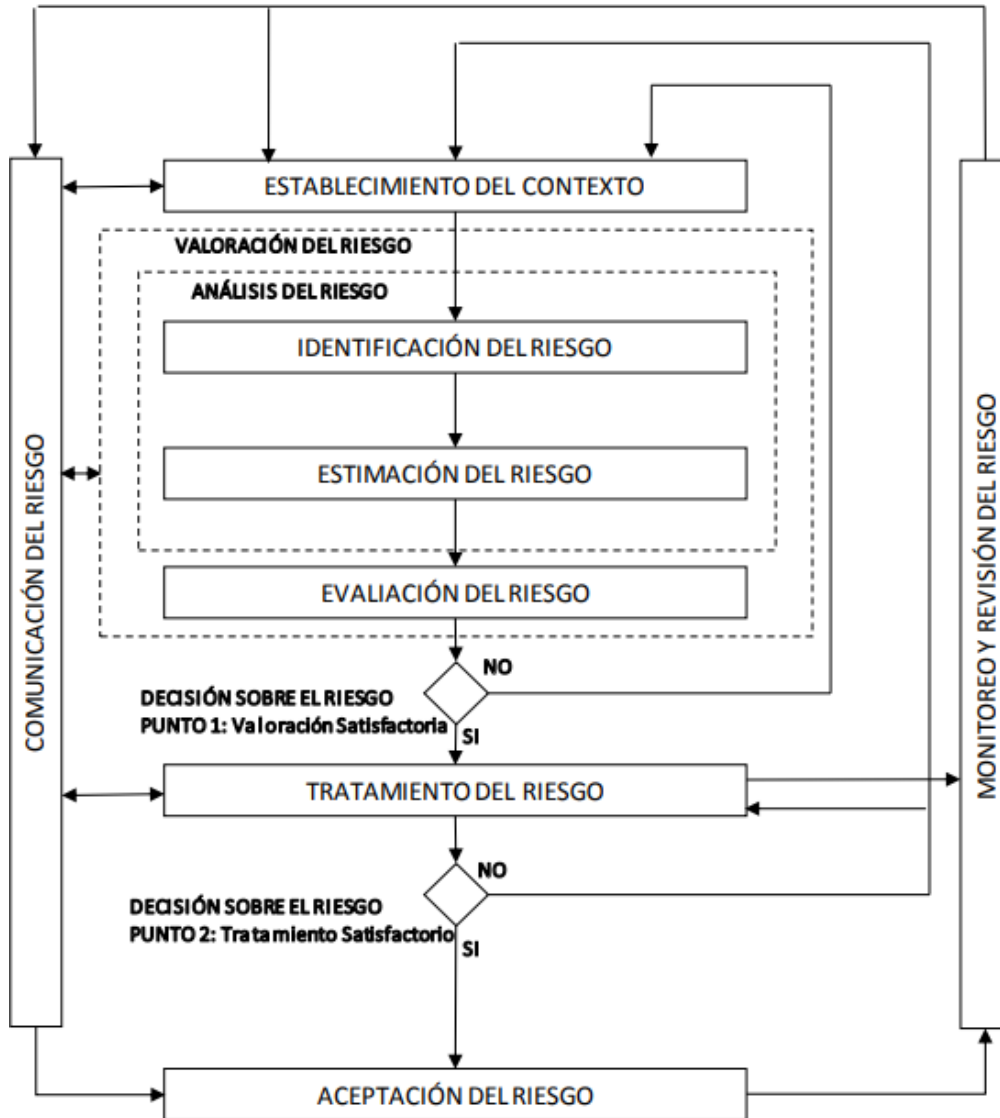 ESTABLECIMIENTO DEL CONTEXTO
VALORACIÓN DEL RIESGO
ANÁLISIS DEL RIESGO
IDENTIFICACIÓN DEL RIESGO
ESTIMACIÓN DEL RIESGO
EVALIACIÓN DEL RIESGO
NO
DECISIÓN SOBRE EL RIESGO
PUNTO 1: Valoración Satisfactoria
SI
TRATAMIENTO DEL RIESGO
NO
DECISIÓN SOBRE EL RIESGO
PUNTO 2: Tratamiento Satisfactorio
SI
ACEPTACIÓN DEL RIESGO
COMUNICACIÓN DEL RIESGO
MONITOREO Y REVISIÓN DEL RIESGO